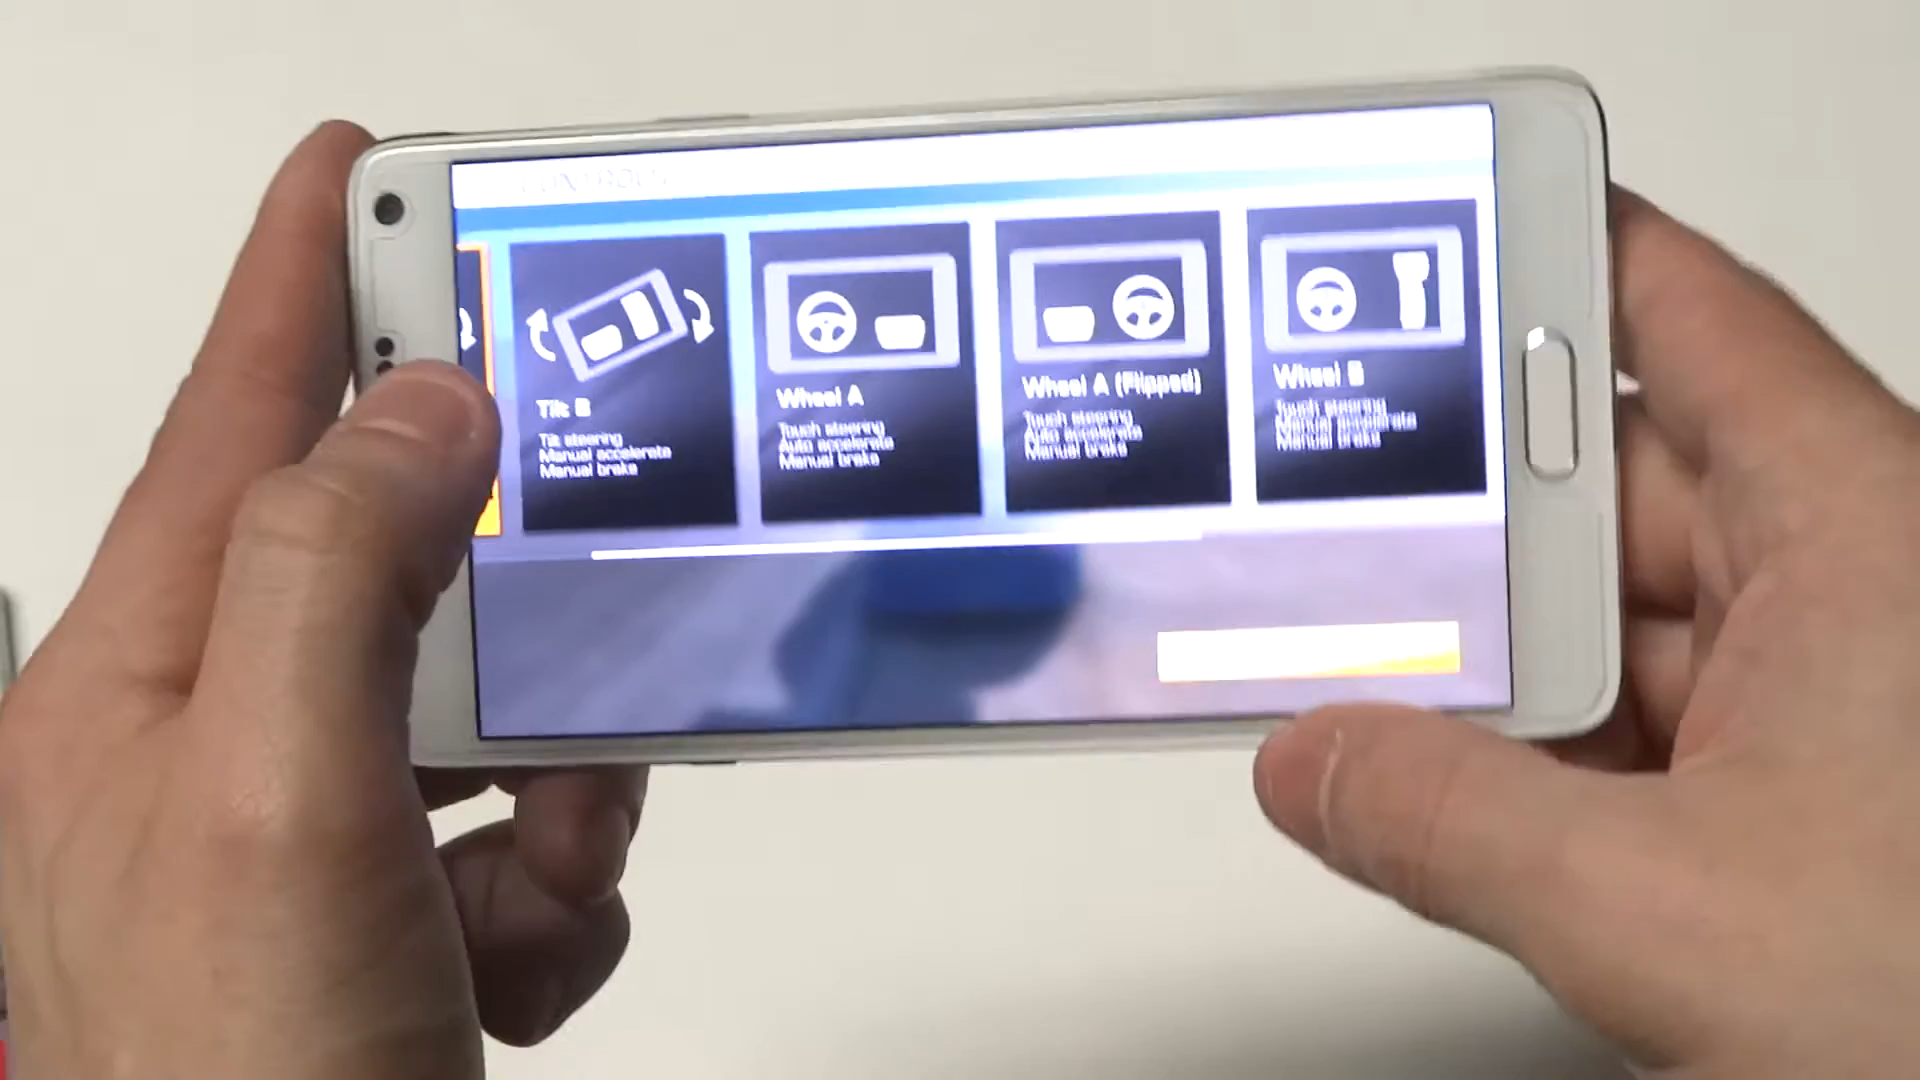 CONTROLS
Tilt B
Tilt steering
Manual accelerate
Manual brake
Wheel A
Touch steering
Auto accelerate
Manual brake
Wheel A (Flipped)
Touch steering
Auto accelerate
Manual brake
Wheel B
Touch steering
Manual accelerate
Manual brake